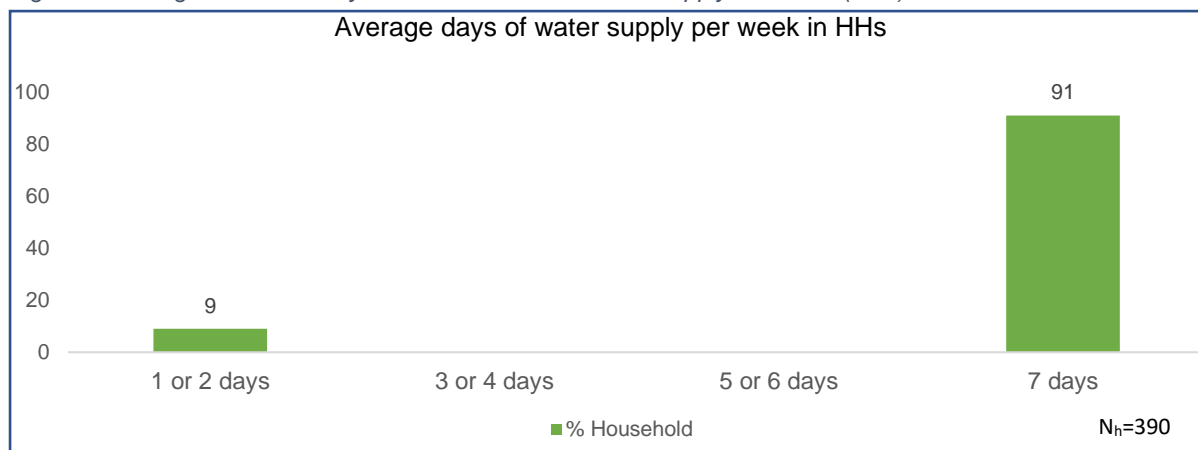 Average days of water supply per week in HHs
100
80
60
40
20
0
9
91
1 or 2 days 3 or 4 days 5 or 6 days 7 days
% Household
Nh=390